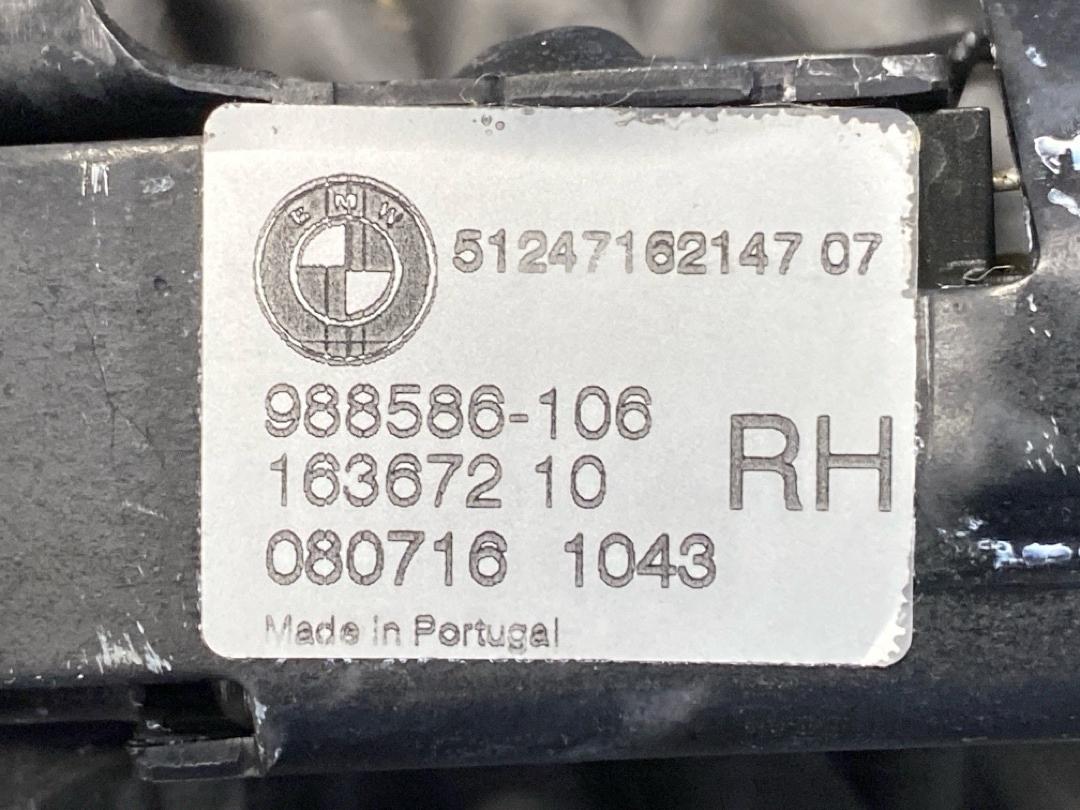 BMW
51247162147 07
988586-106
163672 10
RH
080716 1043
Made in Portugal